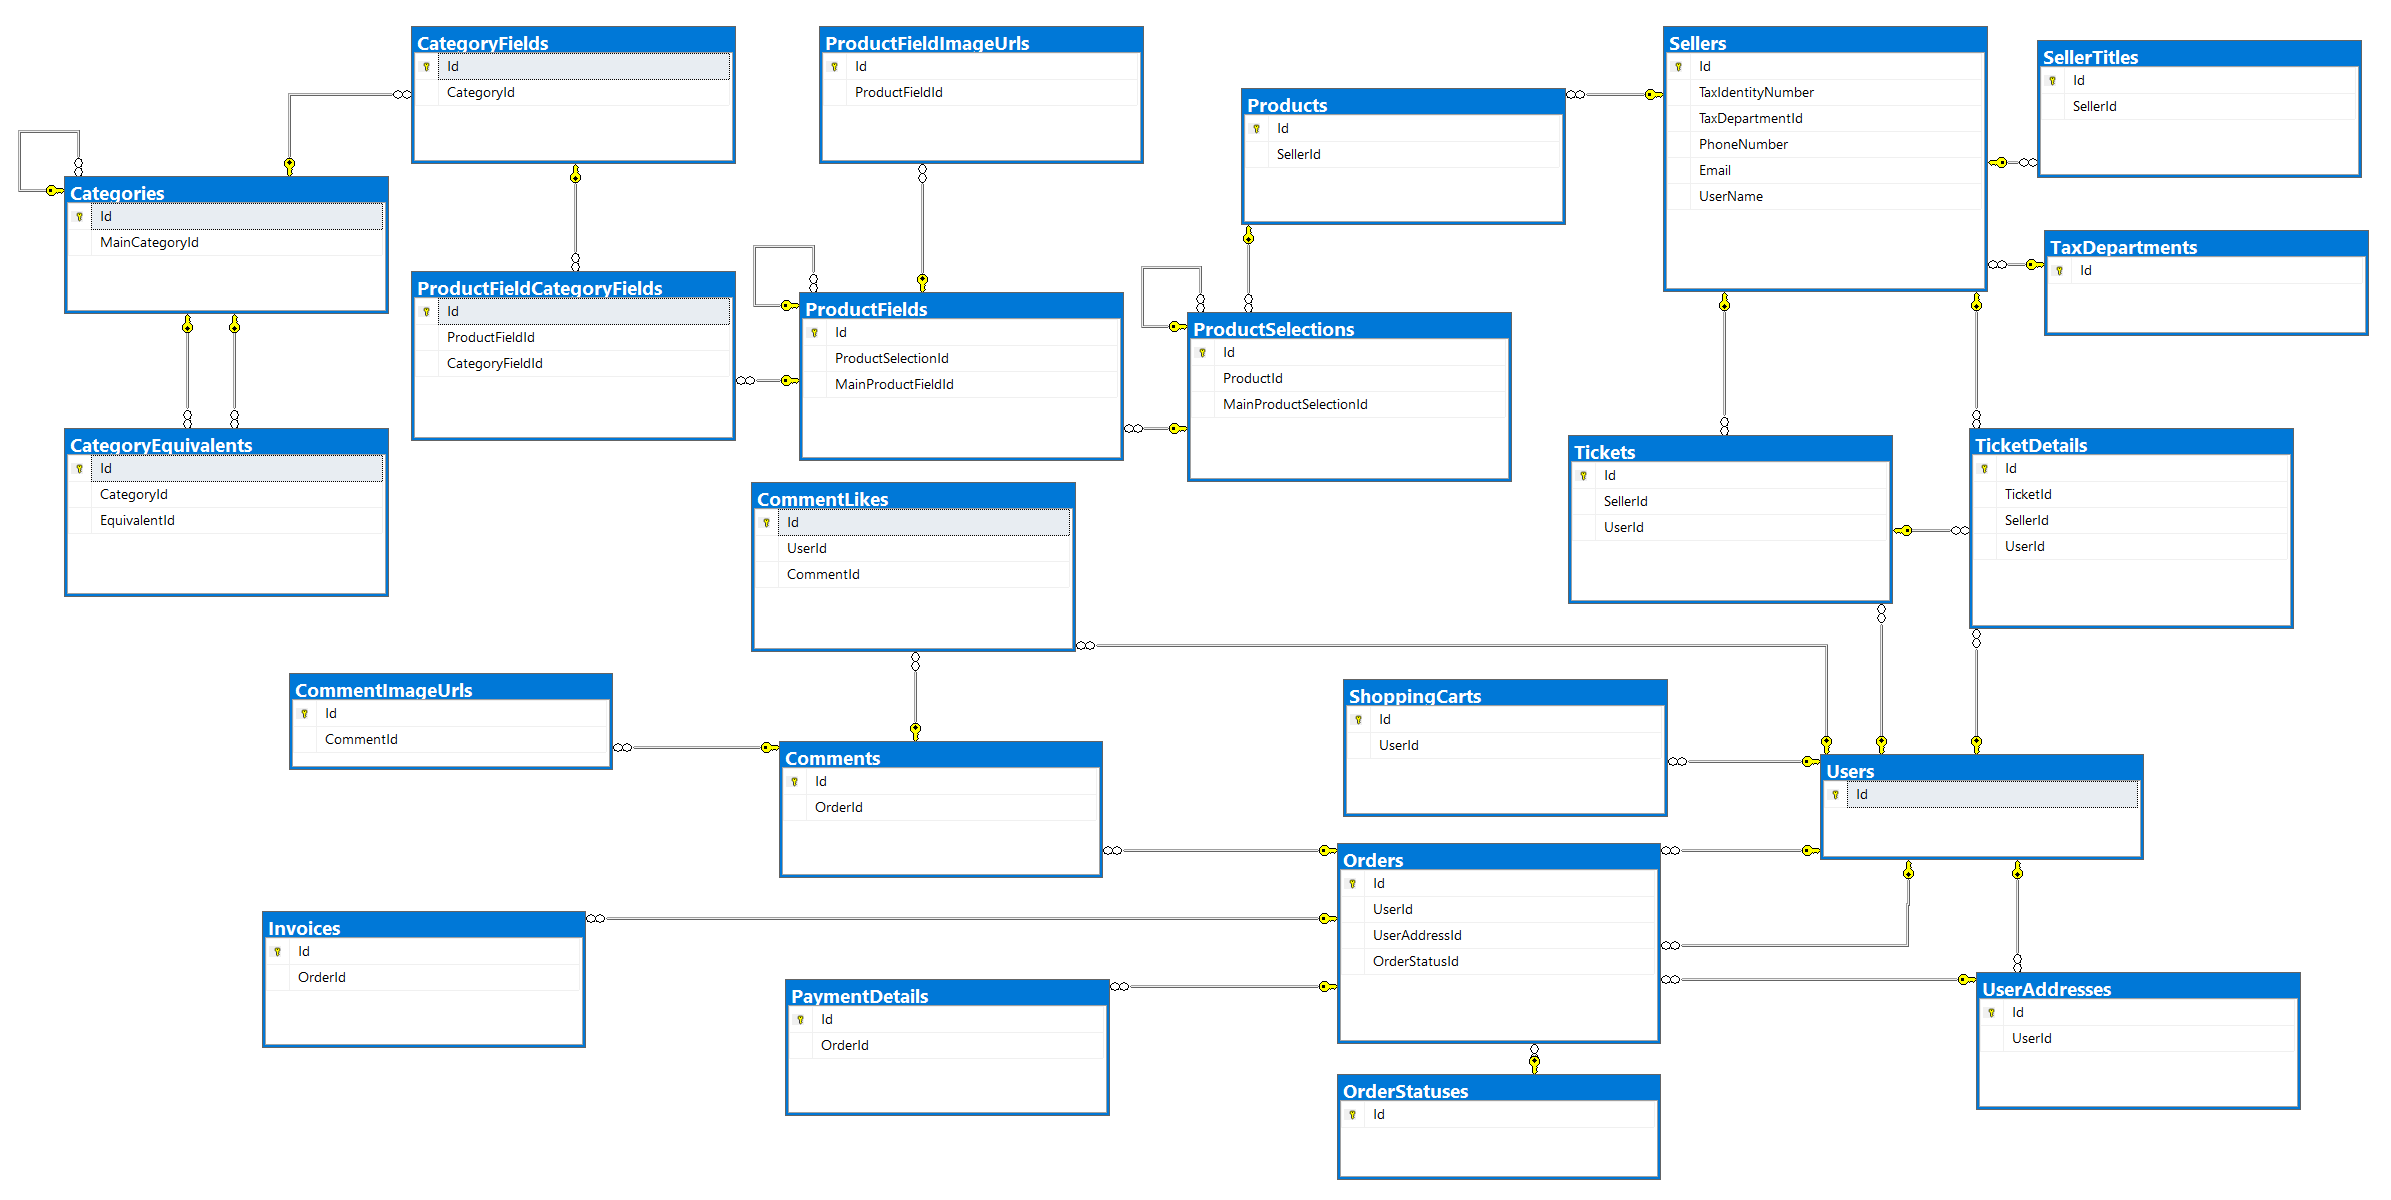 CategoryFields
Id
CategoryId
ProductFieldImageUrls
Id
ProductFieldId
Products
Id
SellerId
Sellers
Id
TaxIdentityNumber
TaxDepartmentId
PhoneNumber
Email
UserName
SellerTitles
Id
SellerId
Categories
Id
MainCategoryId
TaxDepartments
Id
ProductFieldCategoryFields
Id
ProductFieldId
CategoryFieldId
ProductFields
Id
ProductSelectionId
MainProductFieldId
ProductSelections
Id
ProductId
MainProductSelectionId
CategoryEquivalents
Id
CategoryId
EquivalentId
Tickets
Id
SellerId
UserId
TicketDetails
Id
TicketId
SellerId
UserId
CommentLikes
Id
UserId
CommentId
CommentImageUrls
Id
CommentId
ShoppingCarts
Id
UserId
Comments
Id
OrderId
Users
Id
Orders
Id
UserId
UserAddressId
OrderStatusId
Invoices
Id
OrderId
PaymentDetails
Id
OrderId
UserAddresses
Id
UserId
OrderStatuses
Id